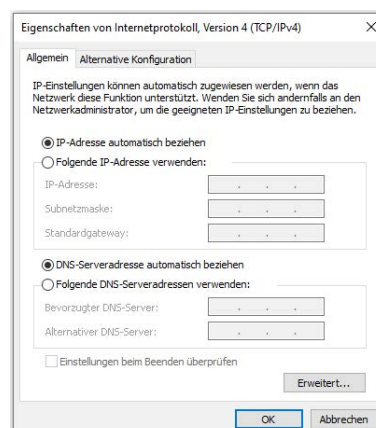 Eigenschaften von Internetprotokoll, Version 4 (TCP/IPv4)
Allgemein
Alternative Konfiguration
IP-Einstellungen können automatisch zugewiesen werden, wenn das
Netzwerk diese Funktion unterstützt. Wenden Sie sich andernfalls an den
Netzwerkadministrator, um die geeigneten IP-Einstellungen zu beziehen.
IP-Adresse automatisch beziehen
Folgende IP-Adresse verwenden:
IP-Adresse:
Subnetzmaske:
Standardgateway:
DNS-Serveradresse automatisch beziehen
Folgende DNS-Serveradressen verwenden:
Bevorzugter DNS-Server:
Alternativer DNS-Server:
Einstellungen beim Beenden überprüfen
Erweitert...
OK
Abbrechen